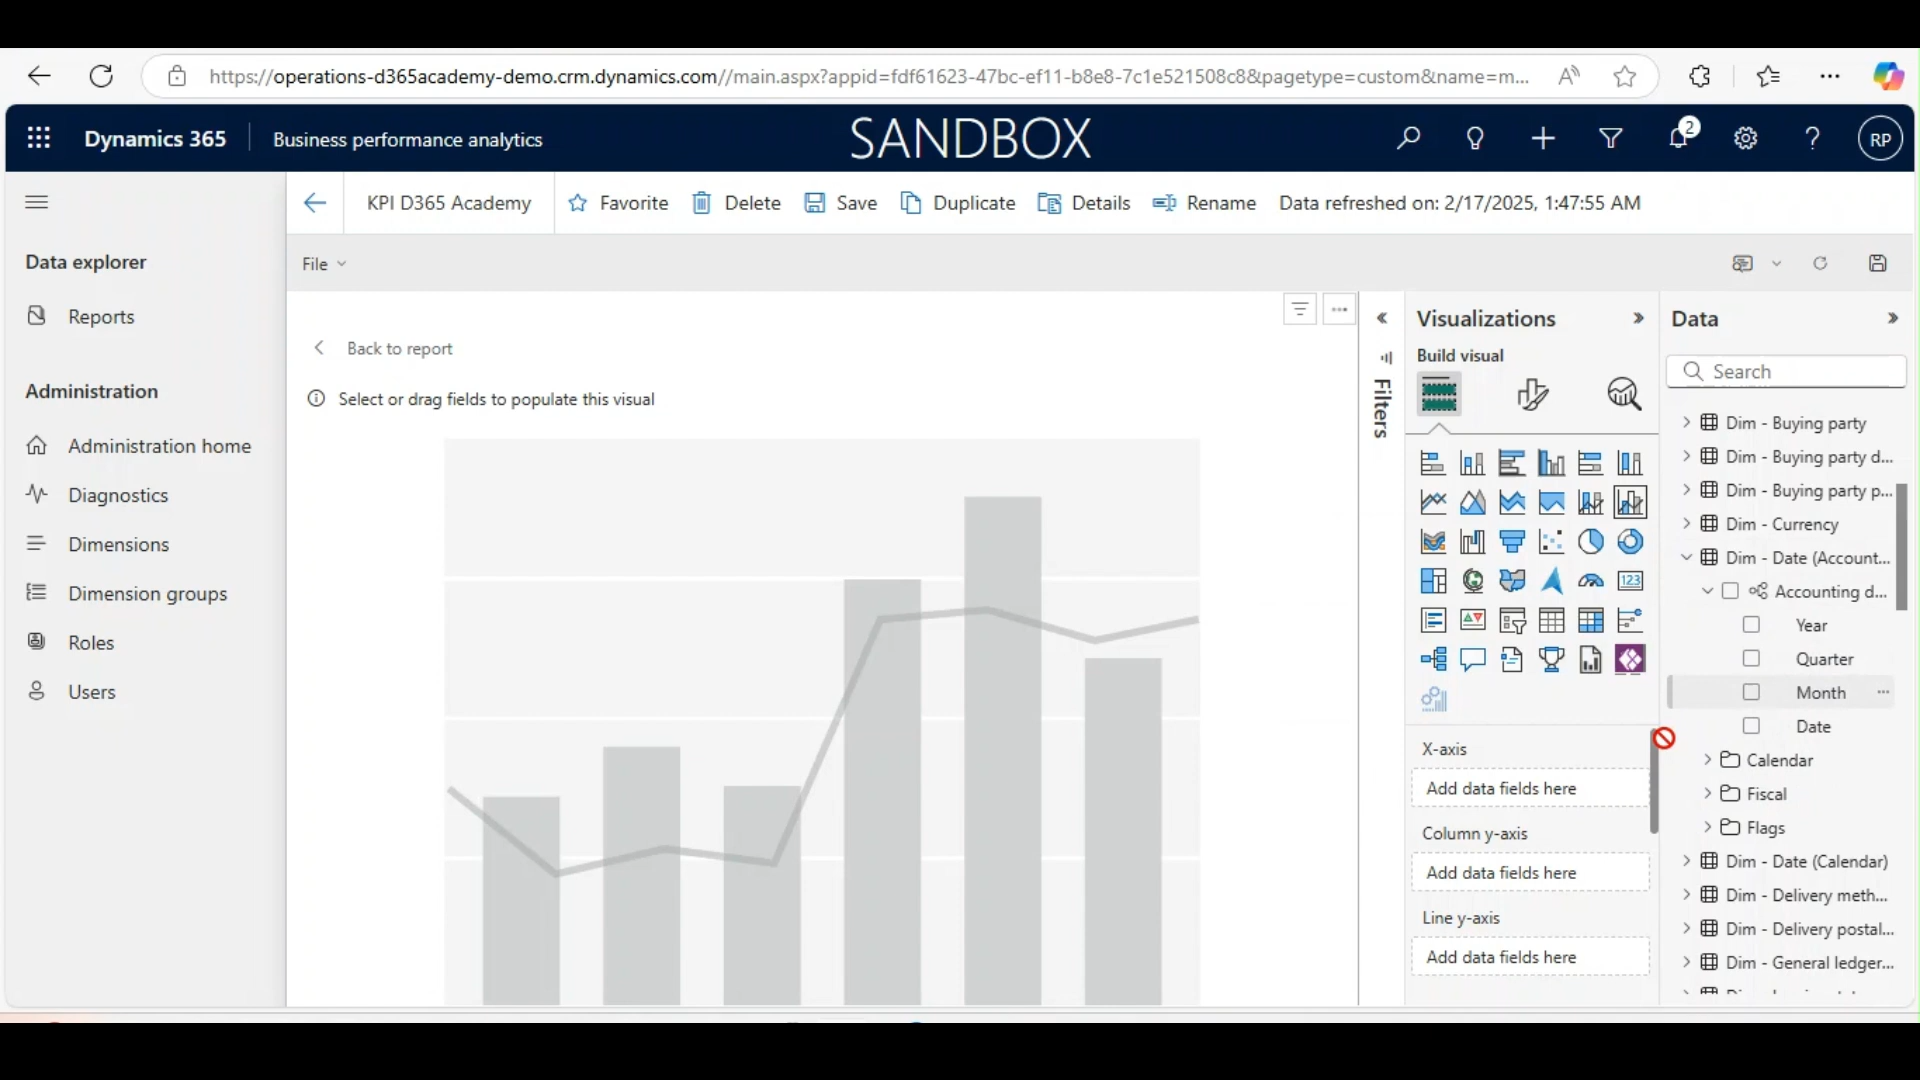 https://operations-d365academy-demo.crm.dynamics.com//main.aspx?appid=fdf61623-47bc-ef11-b8e8-7c1e521508c8&pagetype=custom&name=m...
Dynamics 365
Business performance analytics
SANDBOX
2
RP
KPI D365 Academy
Favorite
Delete
Save
Duplicate
Details
Rename
Data refreshed on: 2/17/2025, 1:47:55 AM
File
Data explorer
Reports
Administration
Administration home
Diagnostics
Dimensions
Dimension groups
Roles
Users
Back to report
Select or drag fields to populate this visual
Filters
Visualizations
Build visual
123
X-axis
Add data fields here
Column y-axis
Add data fields here
Line y-axis
Add data fields here
Data
Search
Dim - Buying party
Dim - Buying party d...
Dim - Buying party p...
Dim - Currency
Dim - Date (Account...
Accounting d...
Year
Quarter
Month
Date
Calendar
Fiscal
Flags
Dim - Date (Calendar)
Dim - Delivery meth...
Dim - Delivery postal...
Dim - General ledger...